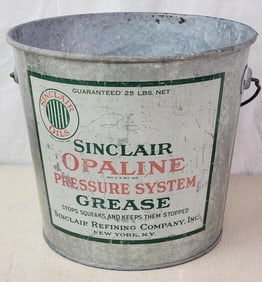 GUARANTEED 25 LBS. NET
SINCLAIR
OILS
SINCLAIR
OPALINE
PRESSURE SYSTEM
GREASE
STOPS SQUEAKS AND KEEPS THEM STOPPED
SINCLAIR REFINING COMPANY, INC.
NEW YORK, N.Y.